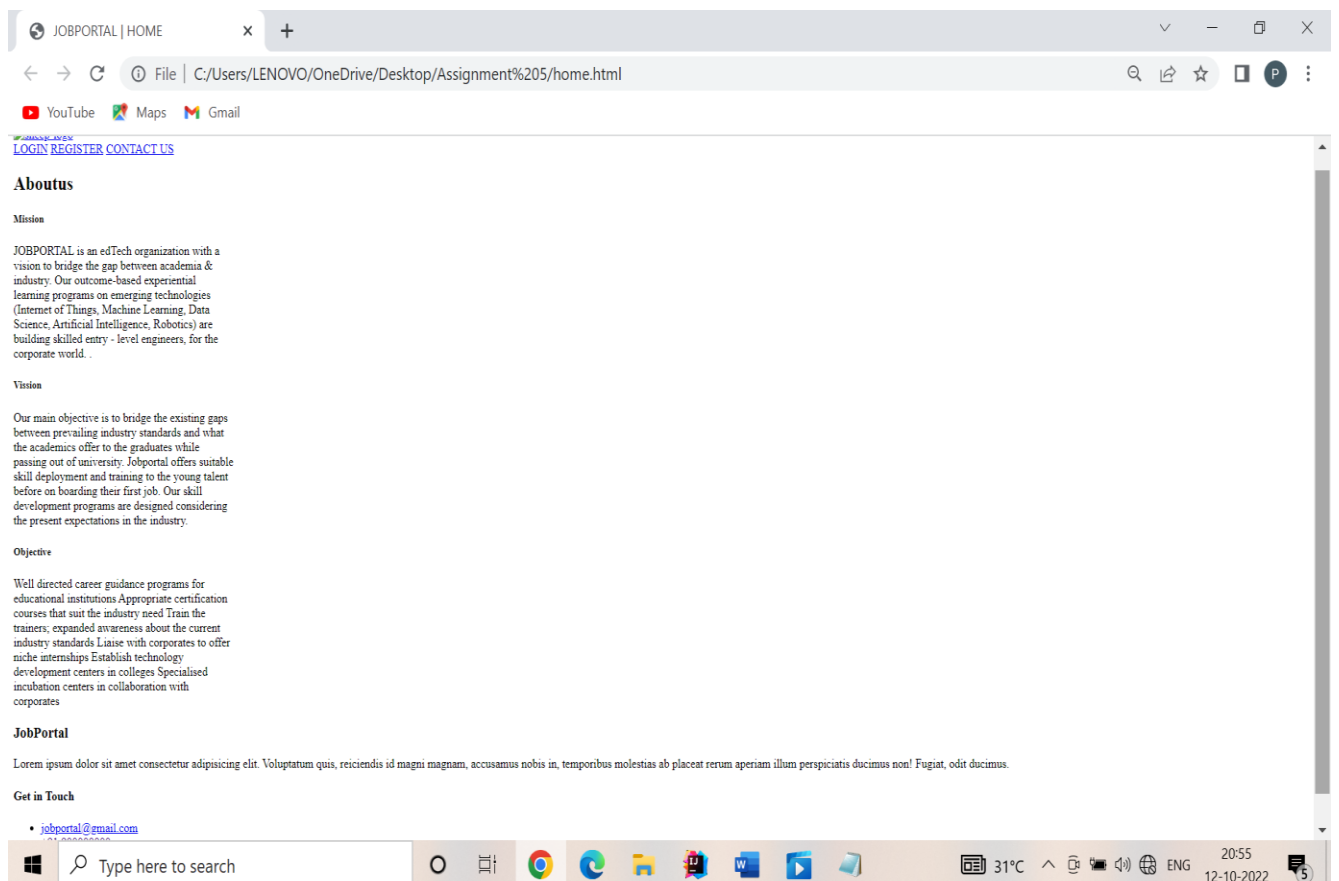 JOBPORTAL | HOME
File | C:/Users/LENOVO/OneDrive/Desktop/Assignment%205/home.html
P
YouTube Maps Gmail
logo
LOGIN REGISTER CONTACT US
Aboutus
Mission
JOBPORTAL is an edTech organization with a
vision to bridge the gap between academia &
industry. Our outcome-based experiential
learning programs on emerging technologies
(Internet of Things, Machine Learning, Data
Science, Artificial Intelligence, Robotics) are
building skilled entry - level engineers, for the
corporate world. .
Vission
Our main objective is to bridge the existing gaps
between prevailing industry standards and what
the academics offer to the graduates while
passing out of university. Jobportal offers suitable
skill deployment and training to the young talent
before on boarding their first job. Our skill
development programs are designed considering
the present expectations in the industry.
Objective
Well directed career guidance programs for
educational institutions Appropriate certification
courses that suit the industry need Train the
trainers; expanded awareness about the current
industry standards Liaise with corporates to offer
niche internships Establish technology
development centers in colleges Specialised
incubation centers in collaboration with
corporates
JobPortal
Lorem ipsum dolor sit amet consectetur adipisicing elit. Voluptatum quis, reiciendis id magni magnam, accusamus nobis in, temporibus molestias ab placeat rerum aperiam illum perspiciatis ducimus non! Fugiat, odit ducimus.
Get in Touch
• jobportal@gmail.com
Type here to search
31°C ENG 20:55
12-10-2022
5